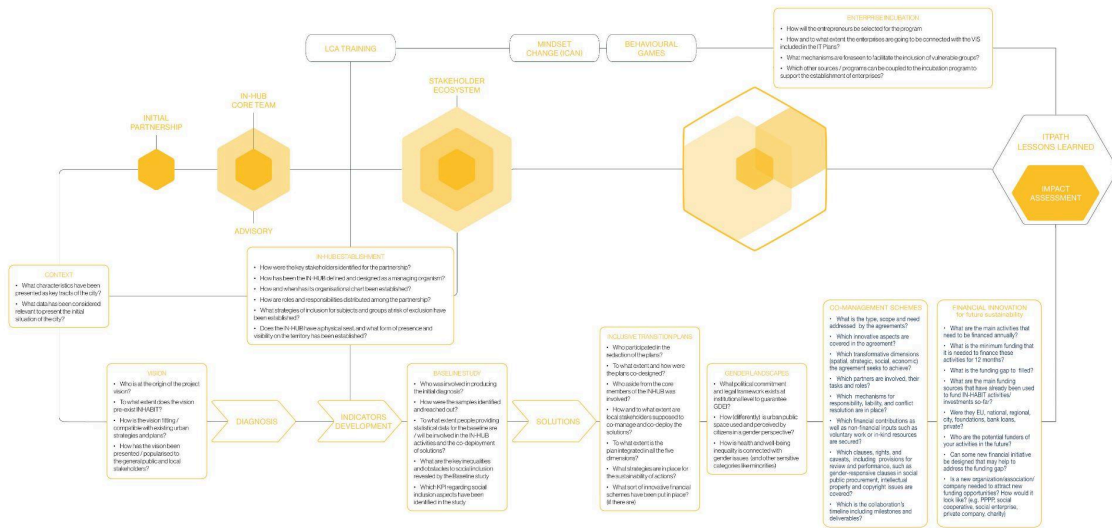 ENTERPRISE INCUBATION
• How will the entrepreneurs be selected for the program
• How and to what extent the enterprises are going to be connected with the VIS
included in the IT Plans?
• What mechanisms are foreseen to facilitate the inclusion of vulnerable groups?
• Which other sources / programs can be coupled to the incubation program to
support the establishment of enterprises?
LCA TRAINING
MINDSET
CHANGE (ICAN)
BEHAVIOURAL
GAMES
STAKEHOLDER
ECOSYSTEM
IN-HUB
CORE TEAM
INITIAL
PARTNERSHIP
ADVISORY
ITPATH
LESSONS LEARNED
IMPACT
ASSESSMENT
CONTEXT
• What characteristics have been
presented as key tracts of the city?
• What data has been considered
relevant to present the initial
situation of the city?
IN-HUB ESTABLISHMENT
• How were the key stakeholders identified for the partnership?
• How has been the IN-HUB defined and designed as a managing organism?
• How and when has its organisational chart been established?
• How are roles and responsibilities distributed among the partnership?
• What strategies of inclusion for subjects and groups at risk of exclusion have
been established?
• Does the IN-HUB have a physical seat, and what form of presence and
visibility on the territory has been established?
VISION
• Who is at the origin of the project
vision?
• To what extent does the vision
pre-exist INHABIT?
• How is the vision fitting /
compatible with existing urban
strategies and plans?
• How has the vision been
presented / popularised to
the general public and local
stakeholders?
DIAGNOSIS
INDICATORS
DEVELOPMENT
BASELINE STUDY
• Who was involved in producing
the initial diagnosis?
• How were the samples identified
and reached out?
• To what extent people providing
statistical data for the baseline are
/ will be involved in the IN-HUB
activities and the co-deployment
of solutions?
• What are the key inequalities
and obstacles to social inclusion
revealed by the Baseline study
• Which KPI regarding social
inclusion aspects have been
identified in the study
SOLUTIONS
INCLUSIVE TRANSITION PLANS
• Who participated in the
redaction of the plans?
• To what extent and how were
the plans co-designed?
• Who aside from the core
members of the INHUB was
involved?
• How and to what extent are
local stakeholders supposed to
co-manage and co-deploy the
solutions?
• To what extent is the
plan integrated in all the five
dimensions?
• What strategies are in place for
the sustainability of actions?
• What sort of innovative financial
schemes have been put in place?
(if there are)
GENDER LANDSCAPES
• What political commitment
and legal framework exists at
institutional level to guarantee
GDEI?
• How (differently) is urban public
space used and perceived by
citizens in a gender perspective?
• How is health and well-being
inequality is connected with
gender issues (and other sensitive
categories like minorities)
CO-MANAGEMENT SCHEMES
• What is the type, scope and need
addressed by the agreements?
• Which innovative aspects are
covered in the agreement?
• Which transformative dimensions
(spatial, strategic, social, economic)
the agreement seeks to achieve?
• Which partners are involved, their
tasks and roles?
• Which mechanisms for
responsibility, liability, and conflict
resolution are in place?
• Which financial contributions as
well as non-financial inputs such as
voluntary work or in-kind resources
are secured?
• Which clauses, rights, and
caveats, including provisions for
review and performance, such as
gender-responsive clauses in social
public procurement, intellectual
property and copyright issues are
covered?
• Which is the collaboration's
timeline including milestones and
deliverables?
FINANCIAL INNOVATION
for future sustainability
• What are the main activities that
need to be financed annually?
• What is the minimum funding that
it is needed to finance these
activities for 12 months?
• What is the funding gap to filled?
• What are the main funding
sources that have already been used
to fund IN-HABIT activities/
investments so-far?
• Were they EU, national, regional,
city, foundations, bank loans,
private?
• Who are the potential funders of
your activities in the future?
• Can some new financial initiative
be designed that may help to
address the funding gap?
• Is a new organization/association/
company needed to attract new
funding opportunities? How would it
look like? (e.g. PPPP, social
cooperative, social enterprise,
private company, charity)